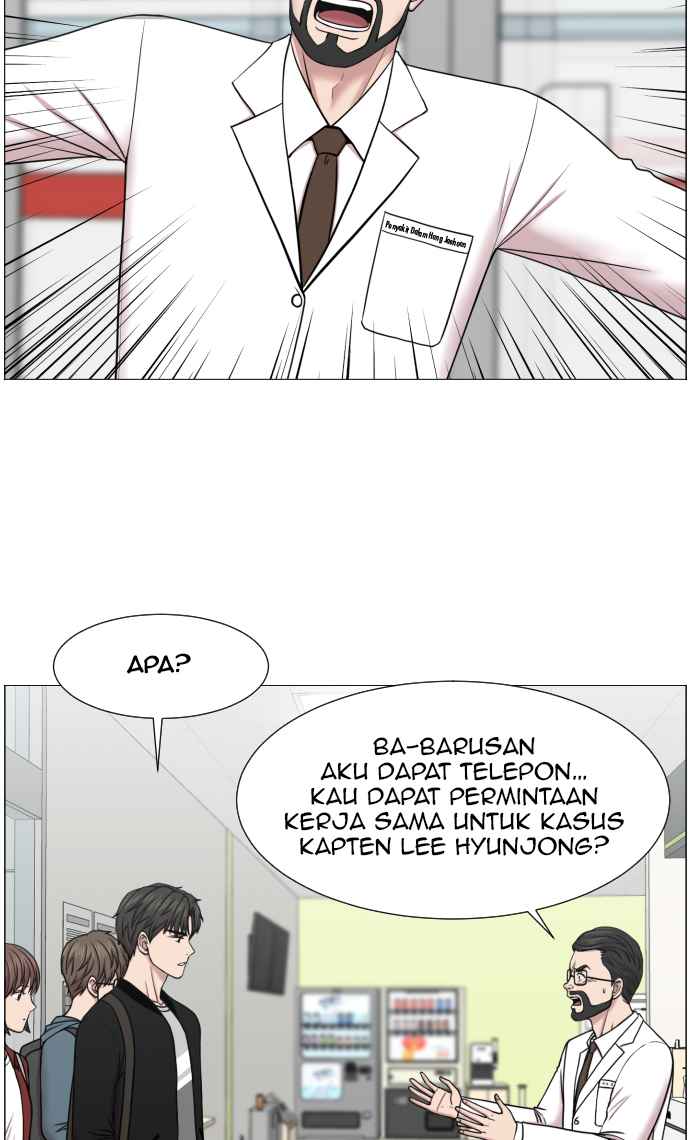 Penyakit Dalam Hong Jaeheon
APA?
BA-BARUSAN
AKU DAPAT TELEPON...
KAU DAPAT PERMINTAAN
KERJA SAMA UNTUK KASUS
KAPTEN LEE HYUNJONG?